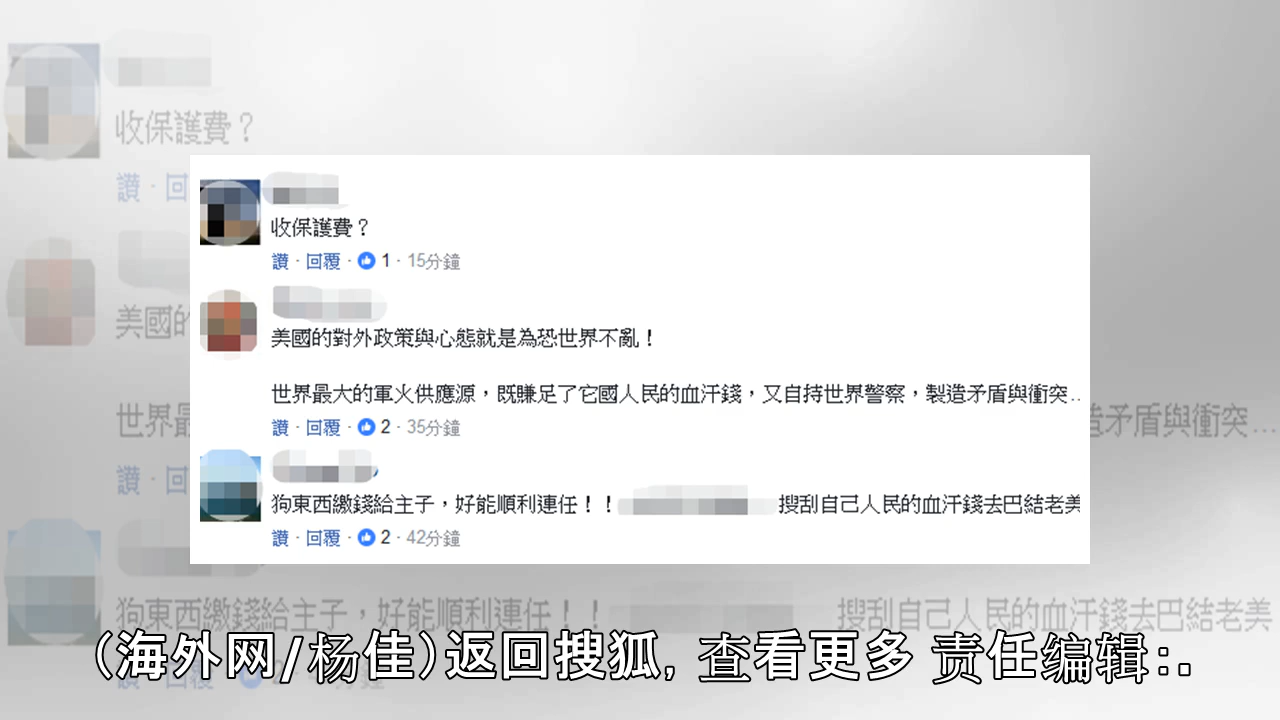 收保護費？
讚 · 回覆 · 1 · 15分鐘
美國的對外政策與心態就是為恐世界不亂！
世界最大的軍火供應源，既賺足了它國人民的血汗錢，又自持世界警察，製造矛盾與衝突..
讚 · 回覆 · 2 · 35分鐘
狗東西繳錢給主子，好能順利連任！！ 搜刮自己人民的血汗錢去巴結老美
讚 · 回覆 · 2 · 42分鐘
(海外网/杨佳)返回搜狐, 查看更多 责任编辑:.